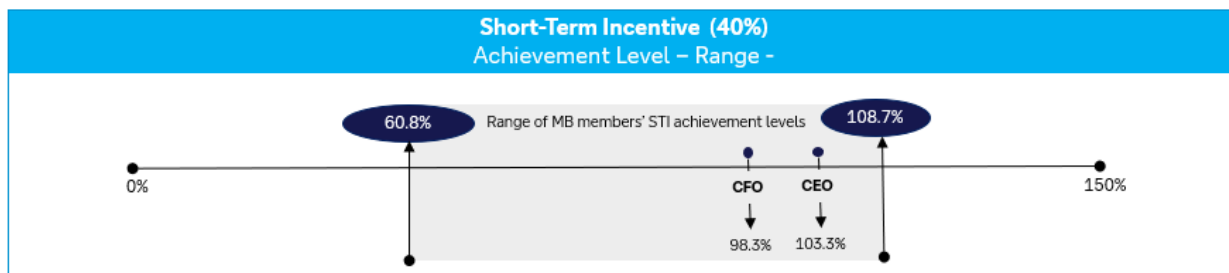 Short-Term Incentive (40%)
Achievement Level – Range -
60.8%
Range of MB members' STI achievement levels
108.7%
0%
CFO
CEO
150%
98.3%
103.3%